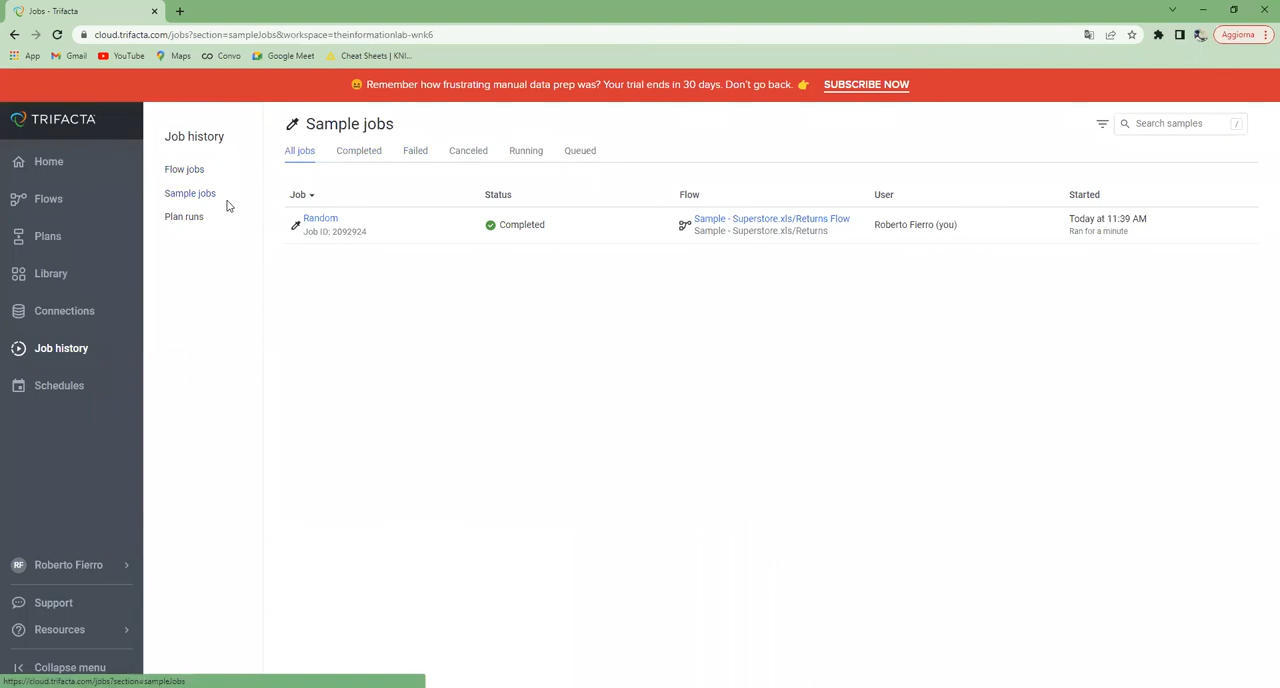 Jobs - Trifacta
cloud.trifacta.com/jobs?section=sampleJobs&workspace=theinformationlab-wnk6
Aggiorna
App Gmail YouTube Maps Convo Google Meet Cheat Sheets | KNI...
😖 Remember how frustrating manual data prep was? Your trial ends in 30 days. Don't go back. 👉 SUBSCRIBE NOW
TRIFACTA
Home
Flows
Plans
Library
Connections
Job history
Schedules
RF Roberto Fierro
Support
Resources
Collapse menu
https://cloud.trifacta.com/jobs?section=sampleJobs
Job history
Flow jobs
Sample jobs
Plan runs
Sample jobs
Search samples /
All jobs Completed Failed Canceled Running Queued
Job Status Flow User Started
Random Completed Sample - Superstore.xls/Returns Flow Roberto Fierro (you) Today at 11:39 AM
Job ID: 2092924 Sample - Superstore.xls/Returns Ran for a minute